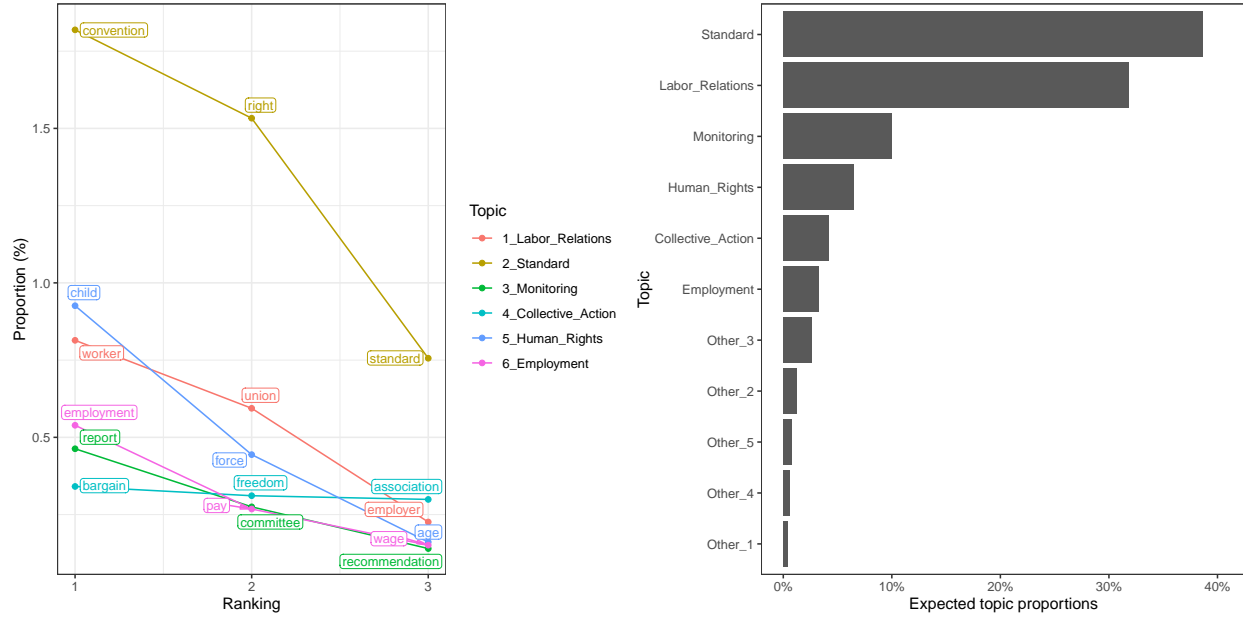 convention
right
1.5
Proportion (%)
1.0
child
worker
standard
union
employment
report
0.5
force
bargain
freedom
association
pay
employer
committee
wage
age
recommendation
1
2
3
Ranking
Topic
1_Labor_Relations
2_Standard
3_Monitoring
4_Collective_Action
5_Human_Rights
6_Employment
Standard
Labor_Relations
Monitoring
Human_Rights
Collective_Action
Topic
Employment
Other_3
Other_2
Other_5
Other_4
Other_1
0%
10%
20%
30%
40%
Expected topic proportions